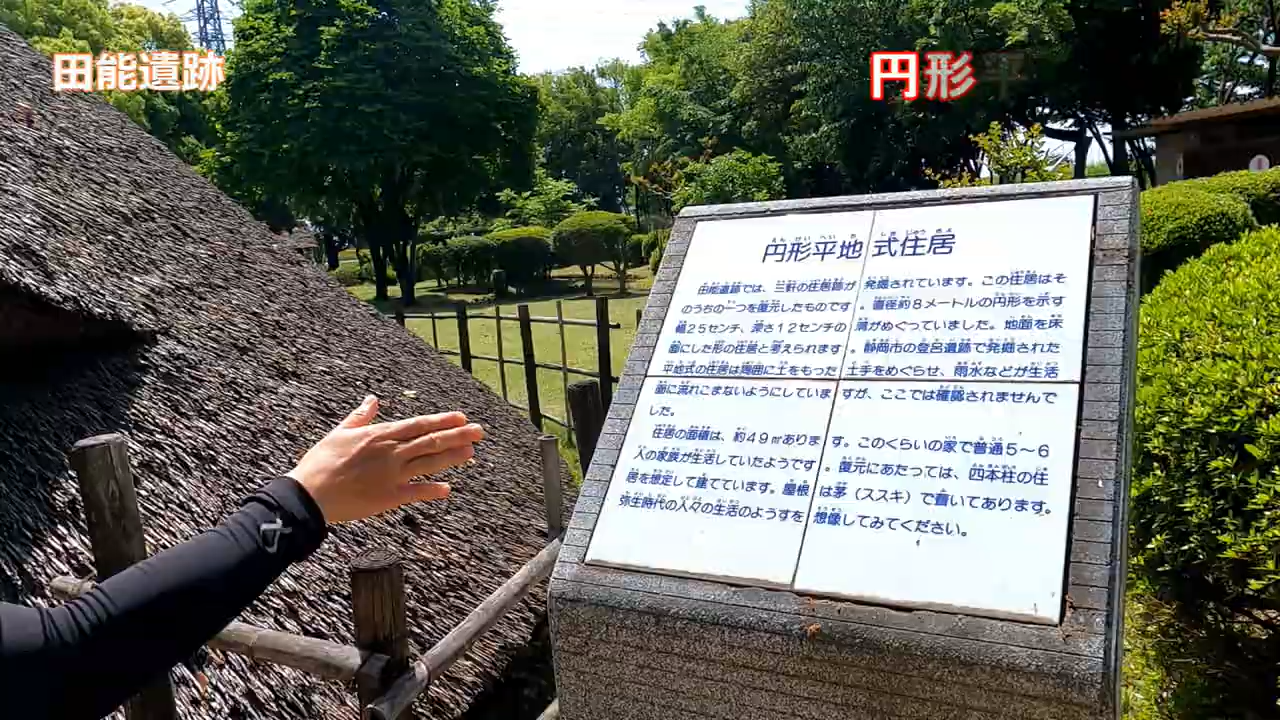 田能遺跡
円形平
円形平地式住居
田能遺跡では、三軒の住居跡が発掘されています。この住居はそ
のうちの一つを復元したものです。直径約8メートルの円形を示す
幅25センチ、深さ12センチの溝がめぐっていました。地面を床
面にした形の住居と考えられます。静岡市の登呂遺跡で発掘された
平地式の住居は周囲に土をもった土手をめぐらせ、雨水などが生活
面に流れこまないようにしていますが、ここでは確認されませんで
した。
住居の面積は、約49㎡あります。このくらいの家で普通5〜6
人の家族が生活していたようです。復元にあたっては、四本柱の住
居を想定して建てています。屋根は茅（ススキ）で葺いてあります。
弥生時代の人々の生活のようすを想像してみてください。